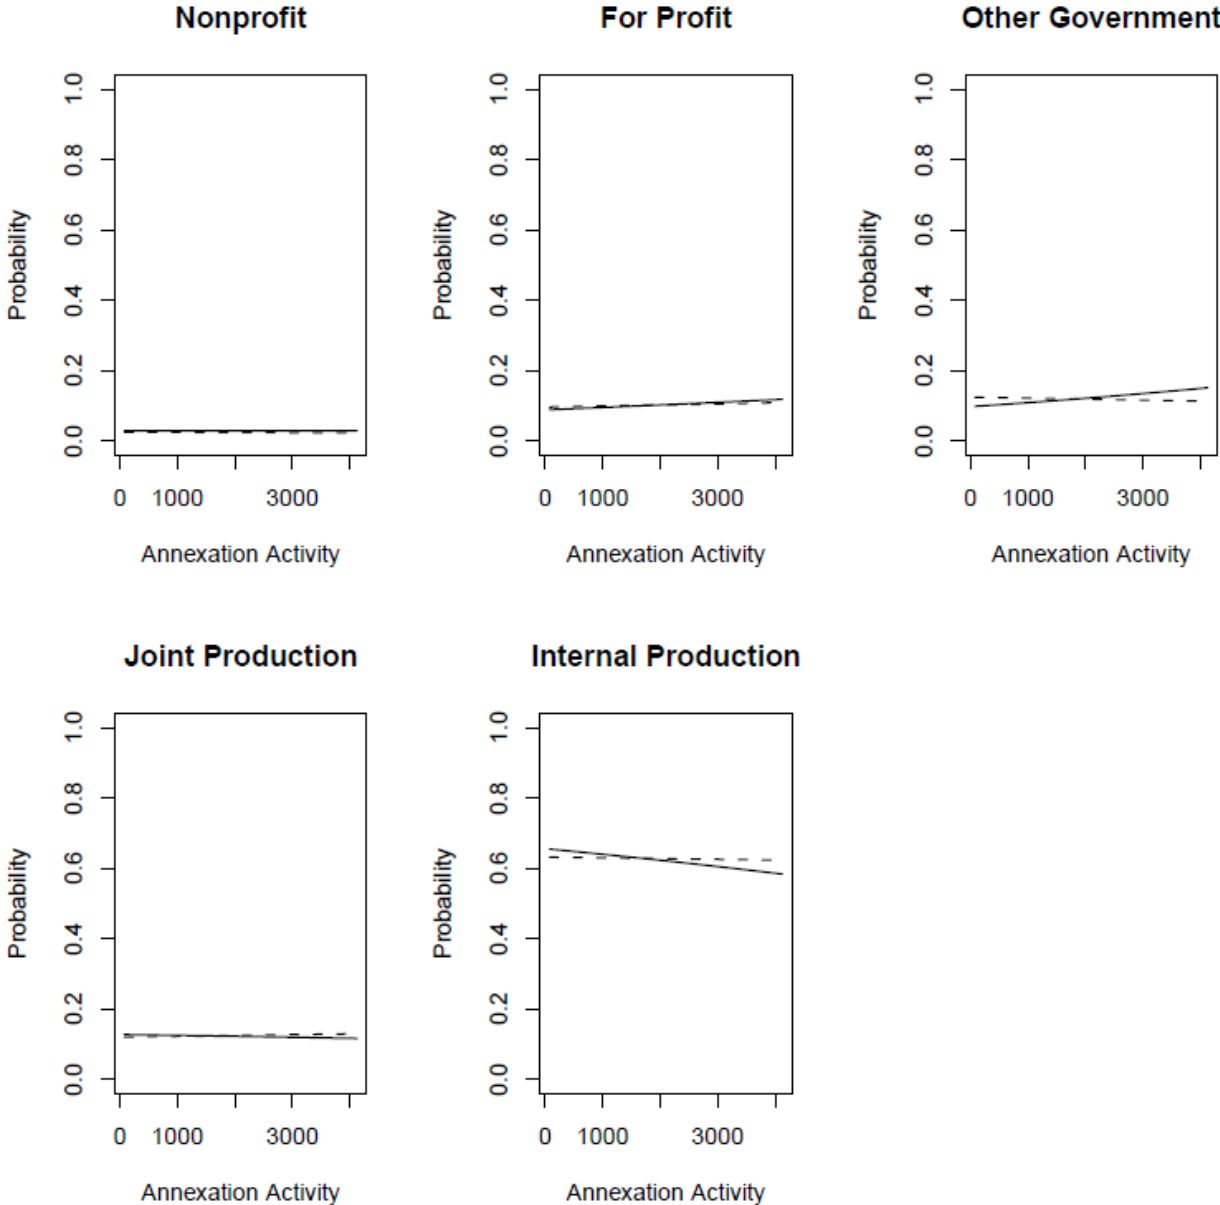 Nonprofit
Probability
0.0 0.2 0.4 0.6 0.8 1.0
0 1000 3000
Annexation Activity
For Profit
Probability
0.0 0.2 0.4 0.6 0.8 1.0
0 1000 3000
Annexation Activity
Other Government
Probability
0.0 0.2 0.4 0.6 0.8 1.0
0 1000 3000
Annexation Activity
Joint Production
Probability
0.0 0.2 0.4 0.6 0.8 1.0
0 1000 3000
Annexation Activity
Internal Production
Probability
0.0 0.2 0.4 0.6 0.8 1.0
0 1000 3000
Annexation Activity